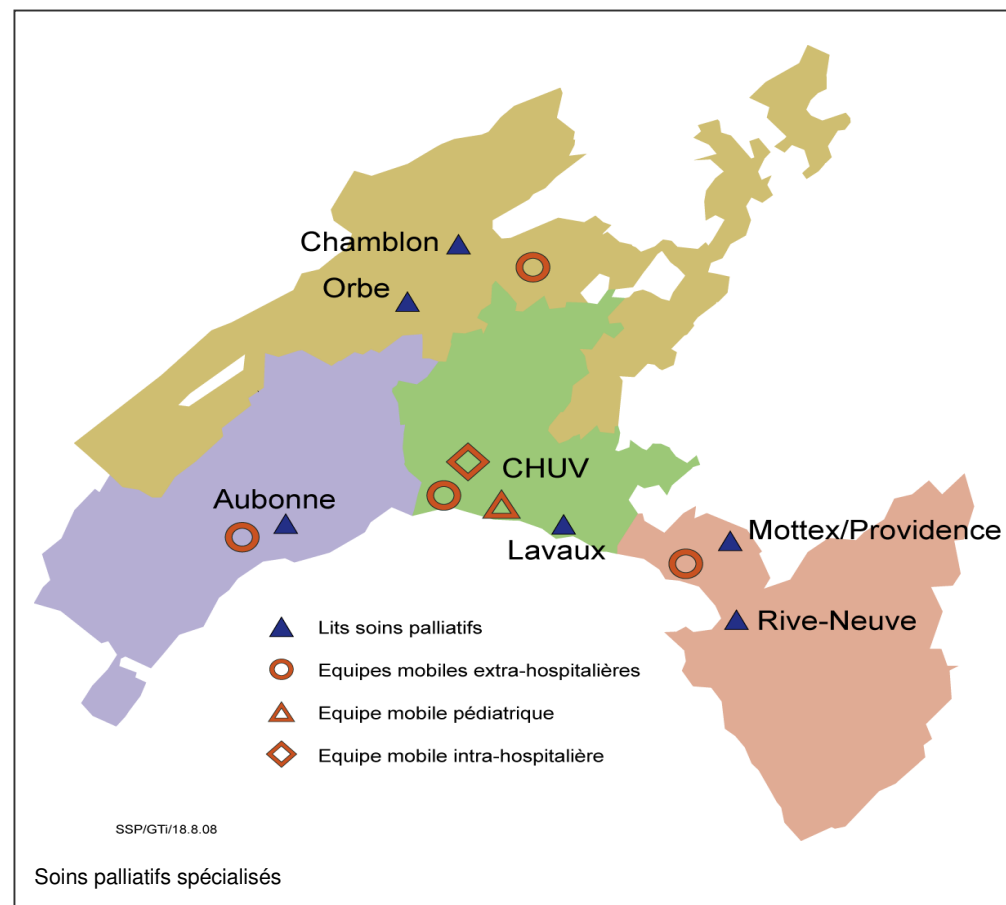 Chamblon
Orbe
CHUV
Aubonne
Mottex/Providence
Lavaux
Rive-Neuve
Lits soins palliatifs
Equipes mobiles extra-hospitalières
Equipe mobile pédiatrique
Equipe mobile intra-hospitalière
SSP/GTi/18.8.08
Soins palliatifs spécialisés